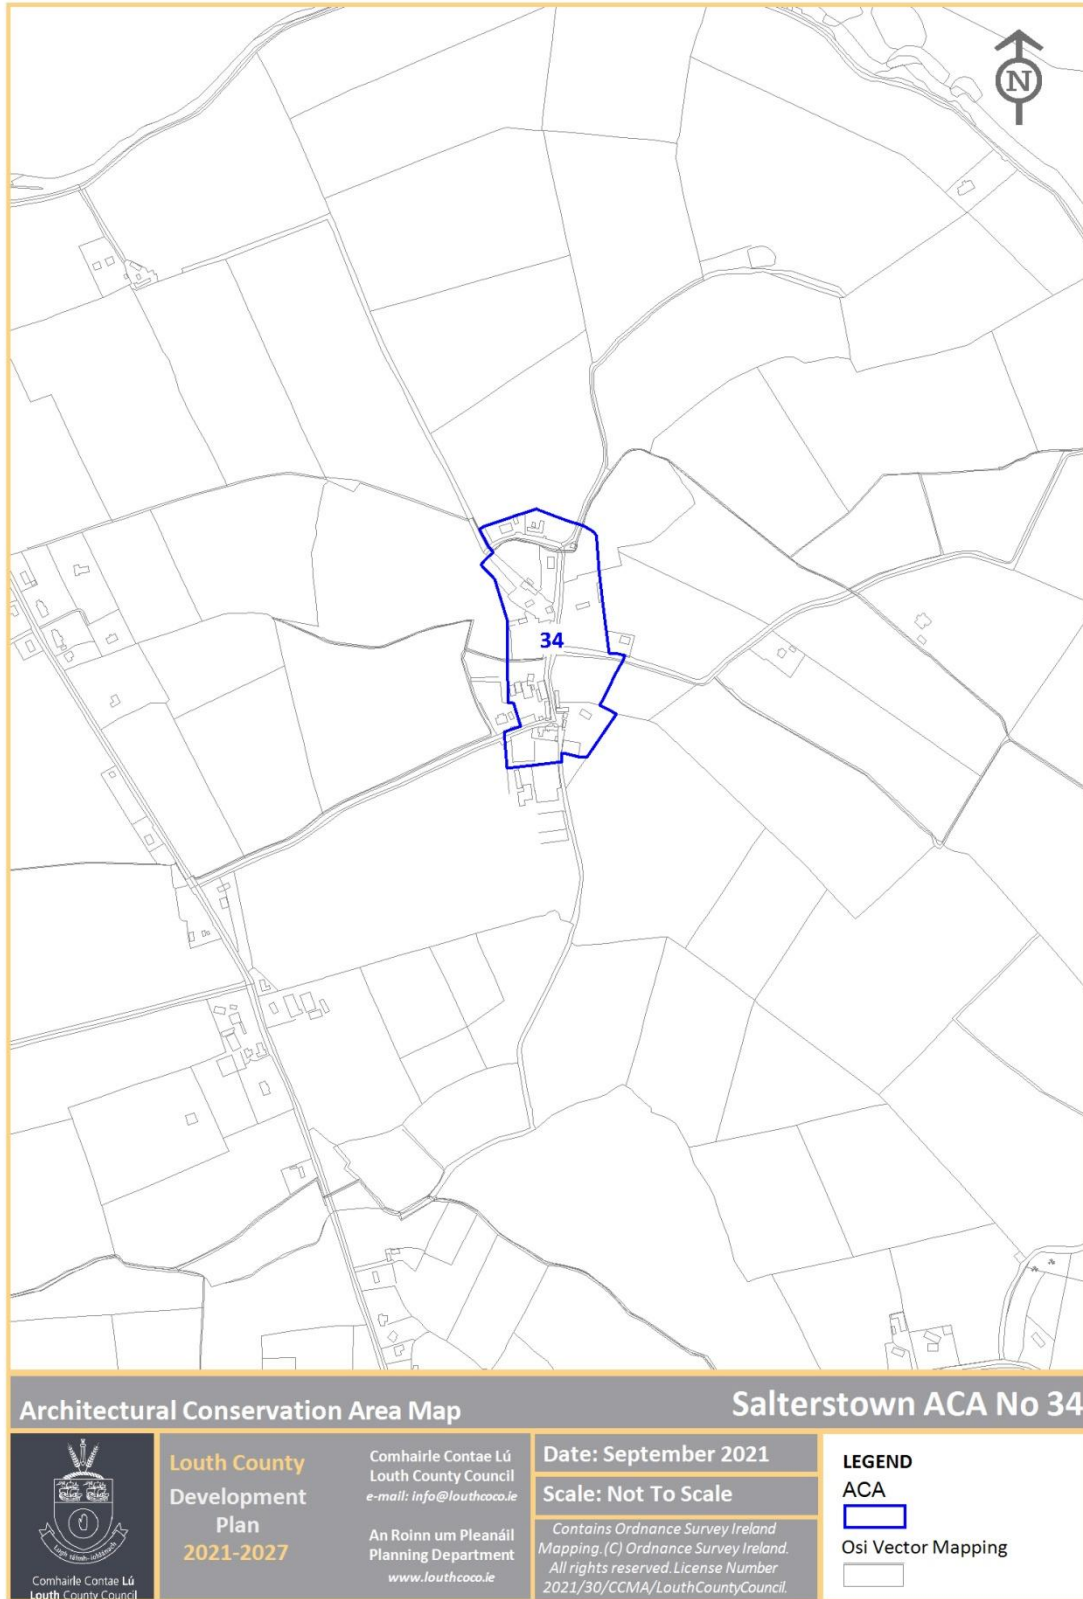 N
34
Architectural Conservation Area Map
Salterstown ACA No 34
Comhairle Contae Lú
Louth County Council
Louth County
Development
Plan
2021-2027
Comhairle Contae Lú
Louth County Council
e-mail: info@louthcoco.ie
An Roinn um Pleanáil
Planning Department
www.louthcoco.ie
Date: September 2021
Scale: Not To Scale
Contains Ordnance Survey Ireland
Mapping.(C) Ordnance Survey Ireland.
All rights reserved.License Number
2021/30/CCMA/LouthCountyCouncil.
LEGEND
ACA
Osi Vector Mapping